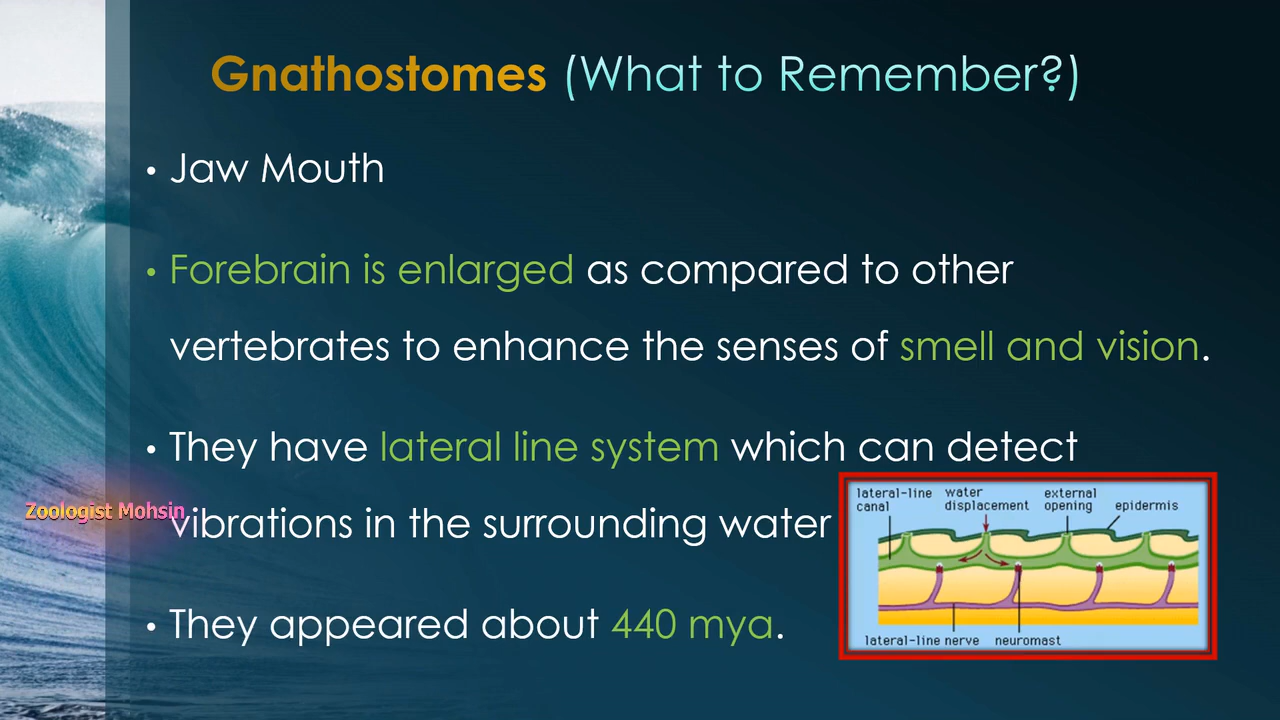 Gnathostomes (What to Remember?)
• Jaw Mouth
• Forebrain is enlarged as compared to other
vertebrates to enhance the senses of smell and vision.
• They have lateral line system which can detect
vibrations in the surrounding water
• They appeared about 440 mya.
Zoologist Mohsin
lateral-line
canal
water
displacement
external
opening
epidermis
lateral-line nerve
neuromast